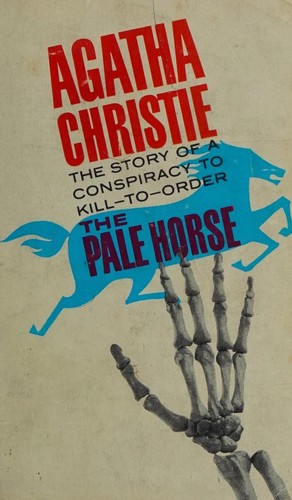 AGATHA
CHRISTIE
THE STORY OF A
CONSPIRACY TO
KILL-TO-ORDER
THE
PALE HORSE